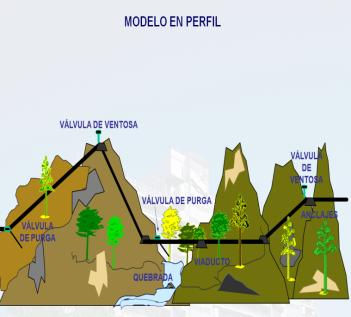 MODELO EN PERFIL
VÁLVULA DE VENTOSA
VÁLVULA
DE
VENTOSA
VÁLVULA DE PURGA
ANCLAJES
VÁLVULA
DE PURGA
VIADUCTO
QUEBRADA